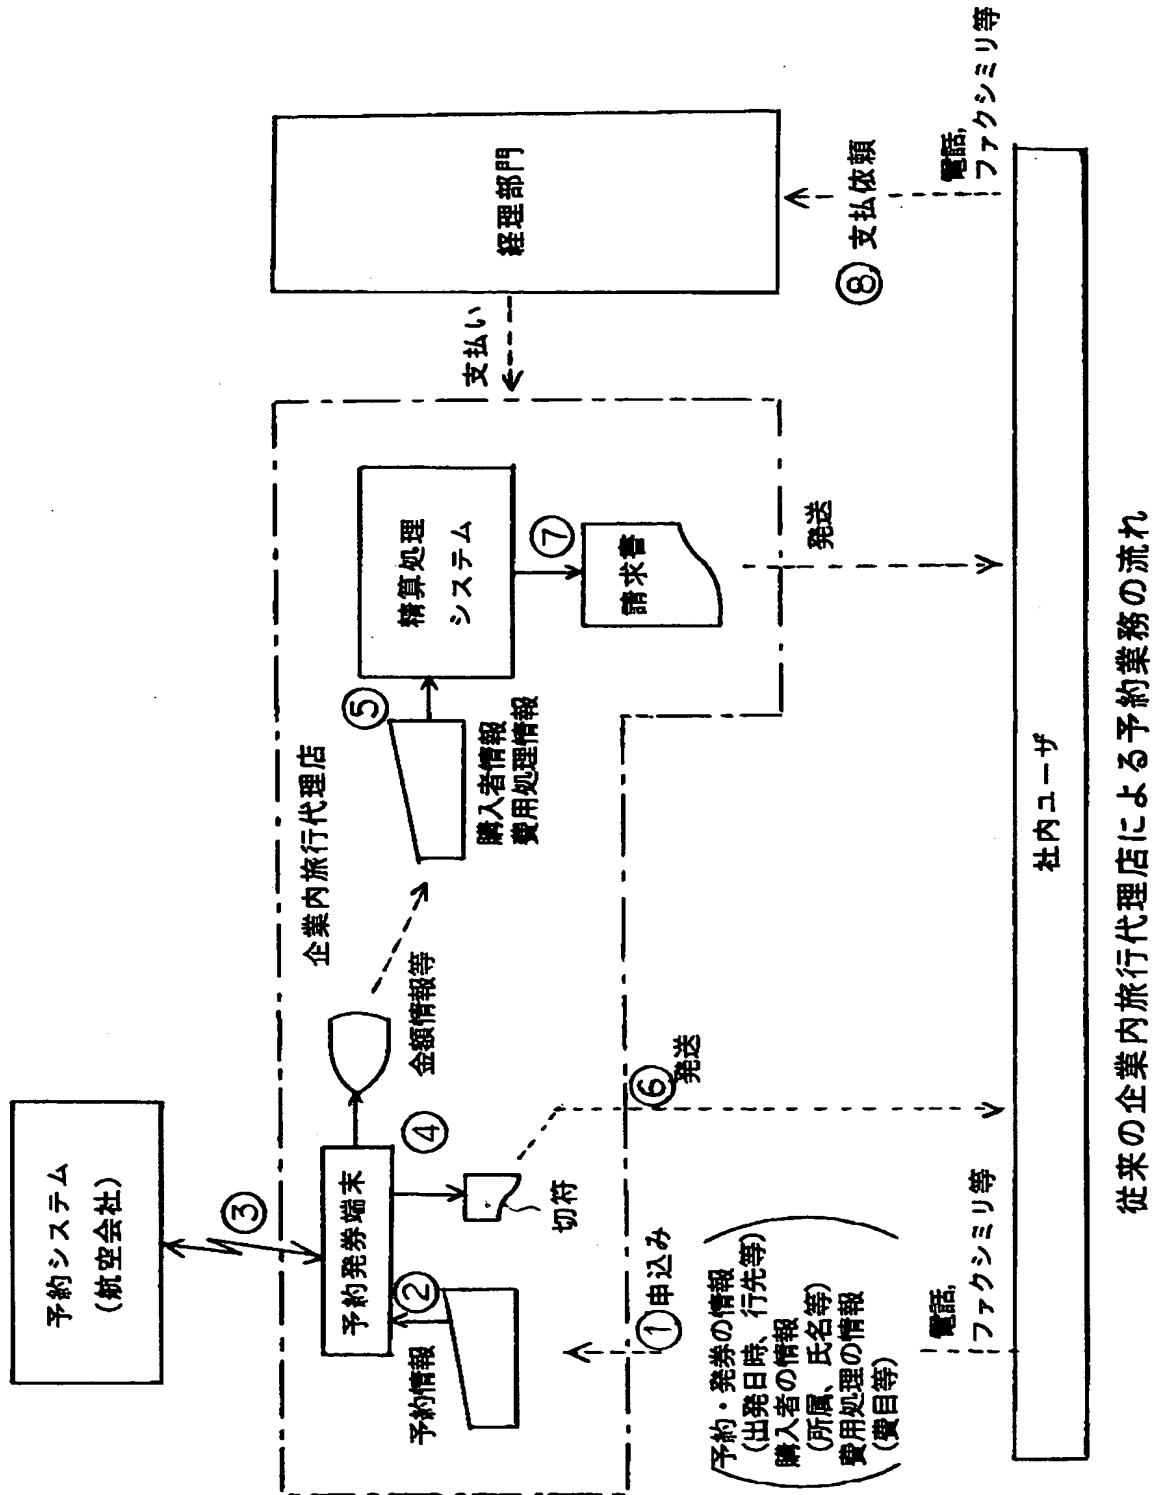 予約システム
(航空会社)
③
企業内旅行代理店
予約発券端末
予約情報
②
④
金額情報等
切符
⑤
購入者情報
費用処理情報
精算処理
システム
⑦
請求書
支払い
経理部門
①申込み
予約・発券の情報
(出発日時、行先等)
購入者の情報
(所属、氏名等)
費用処理の情報
(費目等)
電話,
ファクシミリ等
⑥
発送
発送
⑧支払依頼
電話,
ファクシミリ等
社内ユーザ
従来の企業内旅行代理店による予約業務の流れ